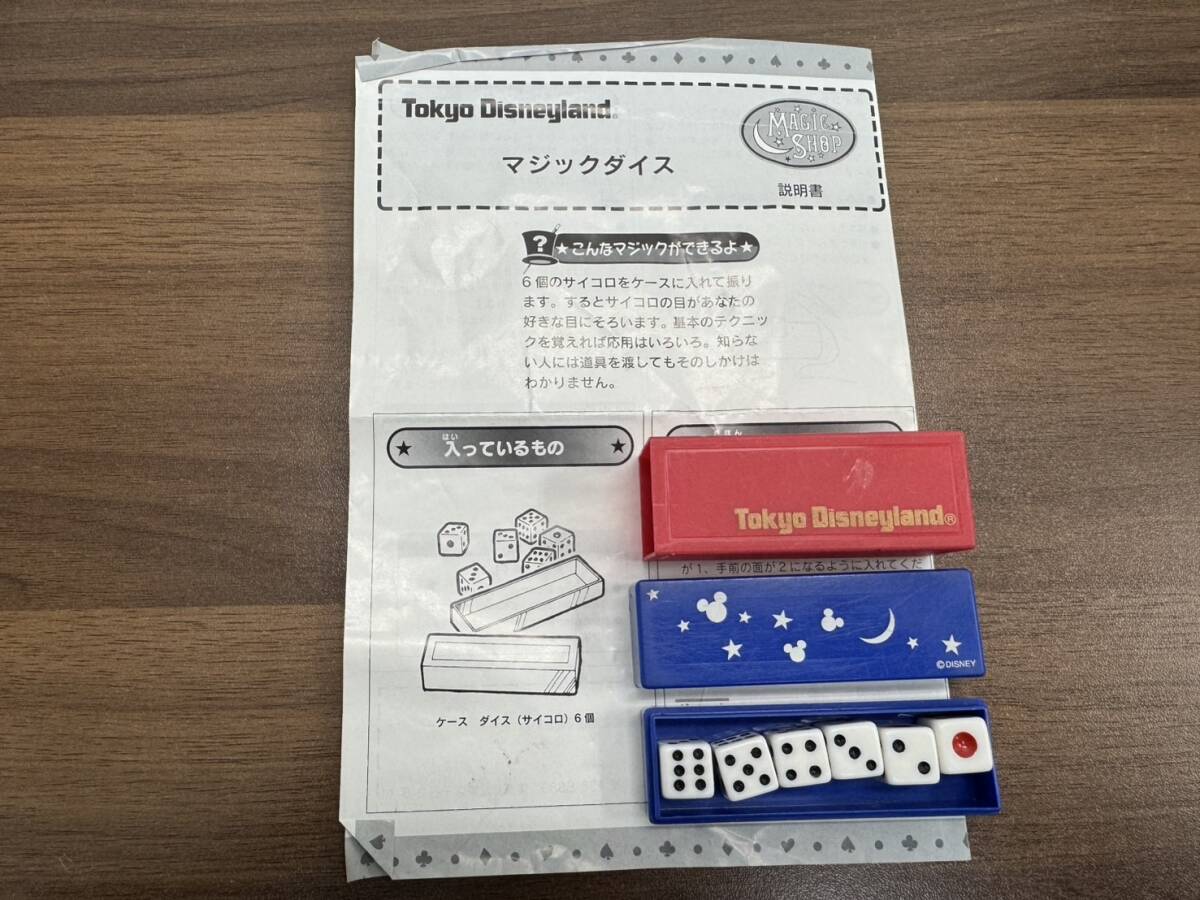 Tokyo Disneyland®
MAGIC
SHOP
マジックダイス
説明書
?
★こんなマジックができるよ★
6個のサイコロをケースに入れて振り
ます。するとサイコロの目があなたの
好きな目にそろいます。基本のテクニッ
クを覚えれば応用はいろいろ。知らな
い人には道具を渡してもそのしかけは
わかりません。
はい
★ 入っているもの ★
ケース ダイス(サイコロ)6個
きほん
Tokyo Disneyland®
が1、手前の面が2になるように入れてくだ
©DISNEY